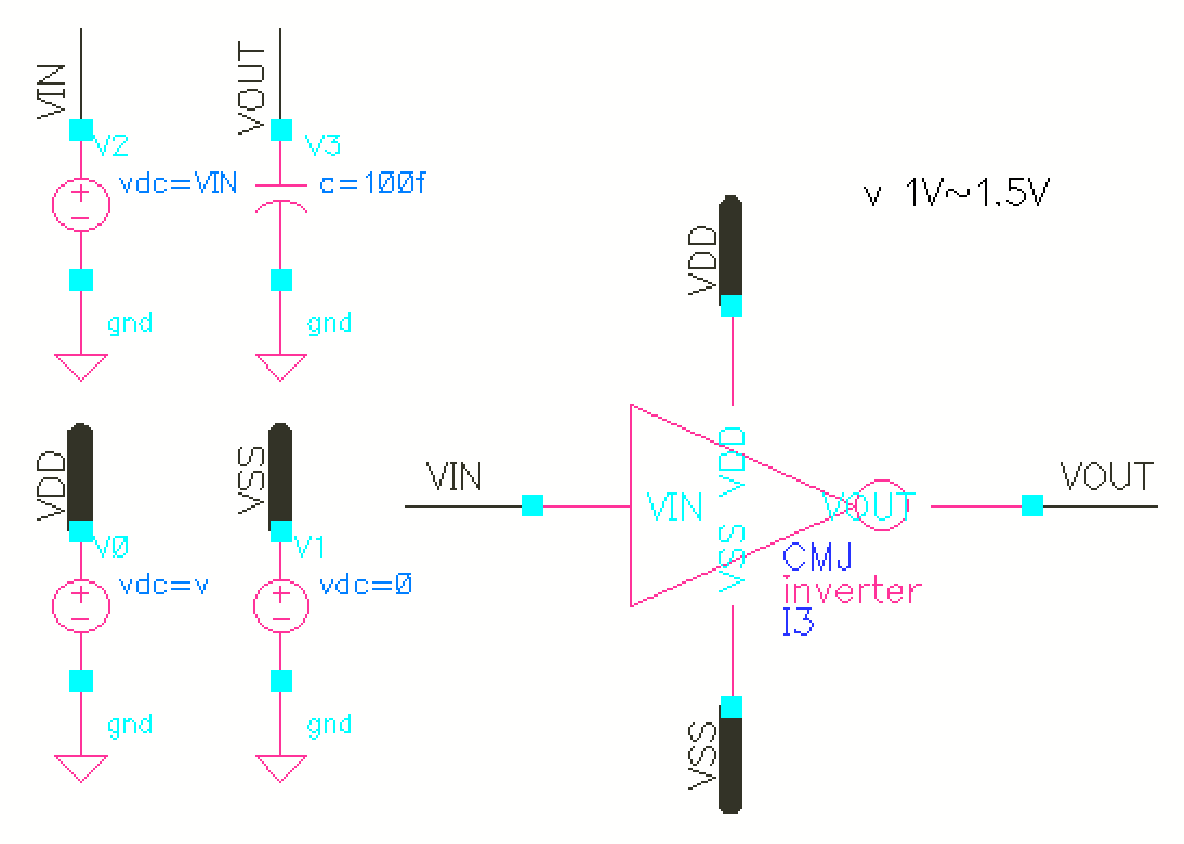 VIN
V2
vdc=VIN
gnd
VOUT
V3
c=100f
gnd
v 1V~1.5V
VDD
V0
vdc=v
gnd
VSS
V1
vdc=0
gnd
VDD
VIN
VIN
VDD
VSS
VOUT
VOUT
CMJ
inverter
I3
VSS